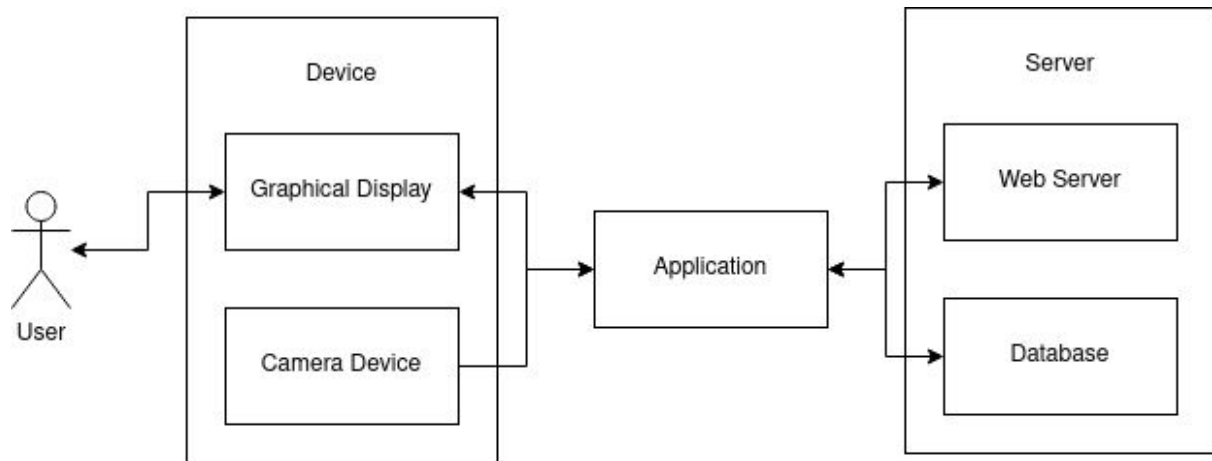 Device
Server
Graphical Display
Web Server
Application
User
Camera Device
Database